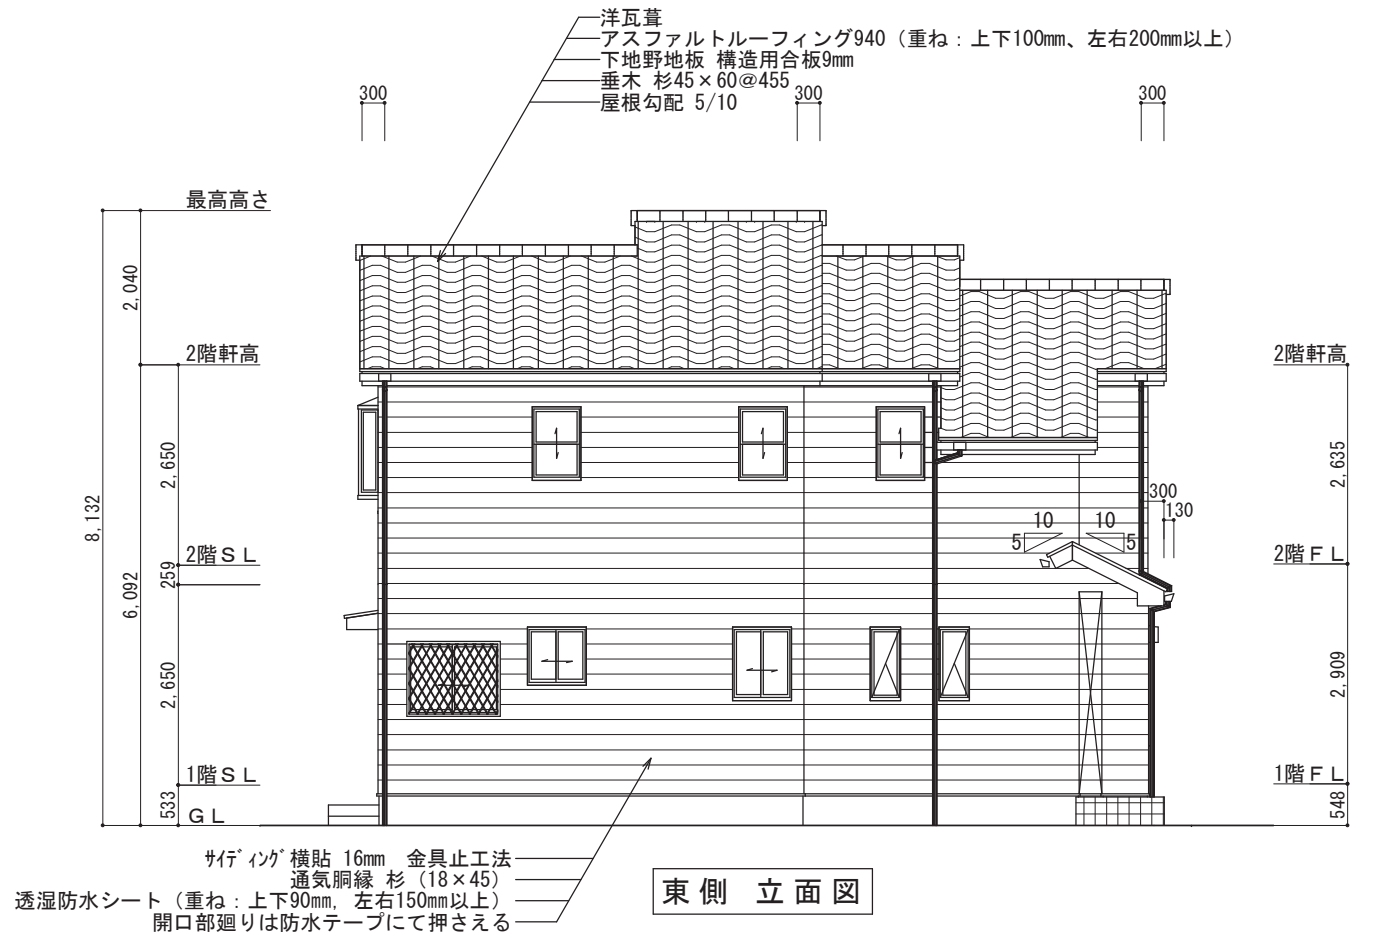 洋瓦葺
アスファルトルーフィング940（重ね：上下100mm、左右200mm以上）
下地野地板 構造用合板9mm
垂木 杉45×60@455
屋根勾配 5/10
300
300
300
最高高さ
2,040
2階軒高
2階軒高
2,650
2,635
8,132
300
130
10
10
5
5
2階ＳＬ
2階ＦＬ
259
6,092
2,650
2,909
1階ＳＬ
1階ＦＬ
533
548
ＧＬ
ｻｲﾃﾞｨﾝｸﾞ横貼 16mm 金具止工法
通気胴縁 杉（18×45）
透湿防水シート（重ね：上下90mm, 左右150mm以上）
開口部廻りは防水テープにて押さえる
東側 立面図